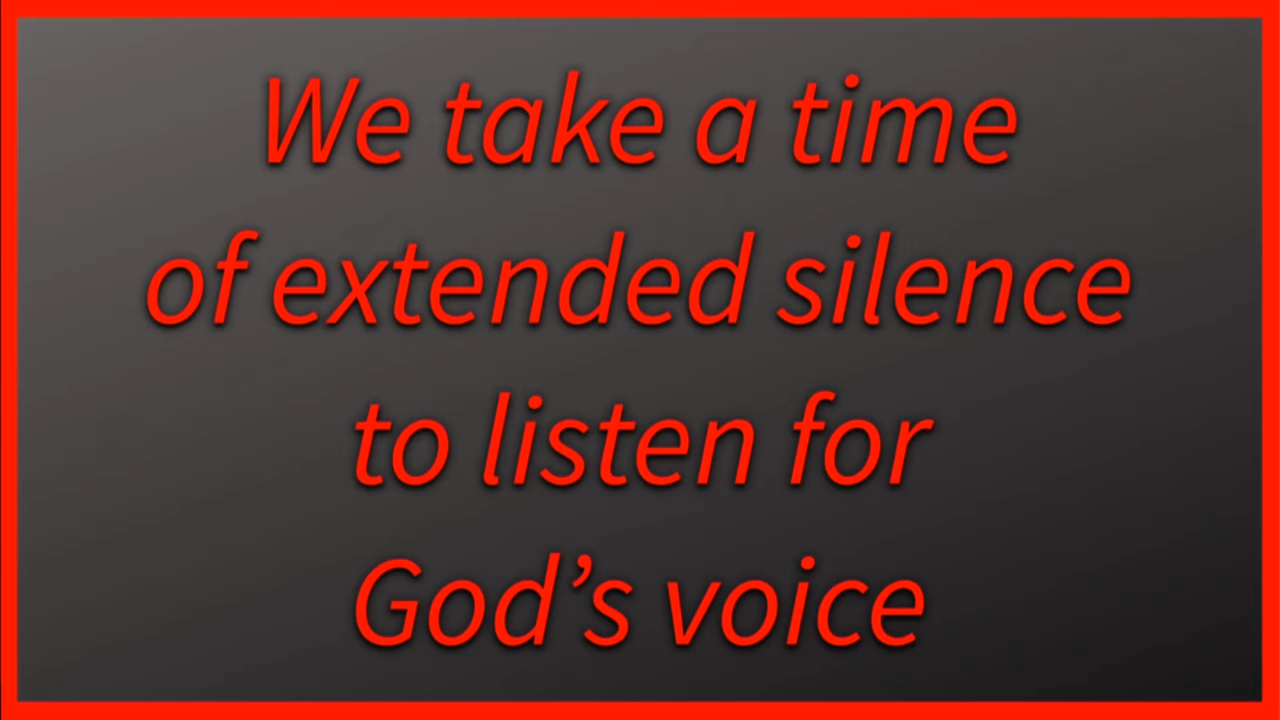 We take a time
of extended silence
to listen for
God’s voice